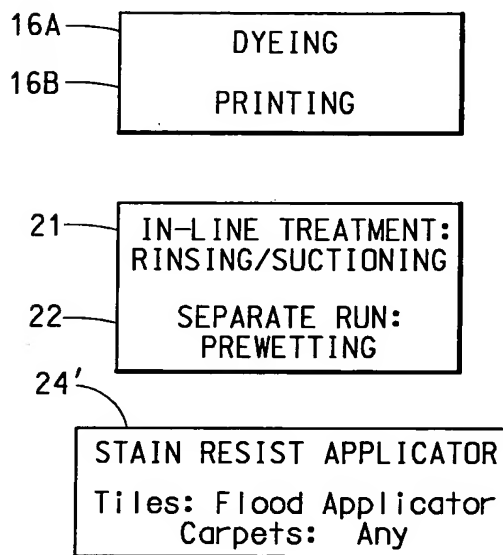 16A
DYEING
16B
PRINTING
21
IN-LINE TREATMENT:
RINSING/SUCTIONING
22
SEPARATE RUN:
PREWETTING
24'
STAIN RESIST APPLICATOR
Tiles: Flood Applicator
Carpets: Any